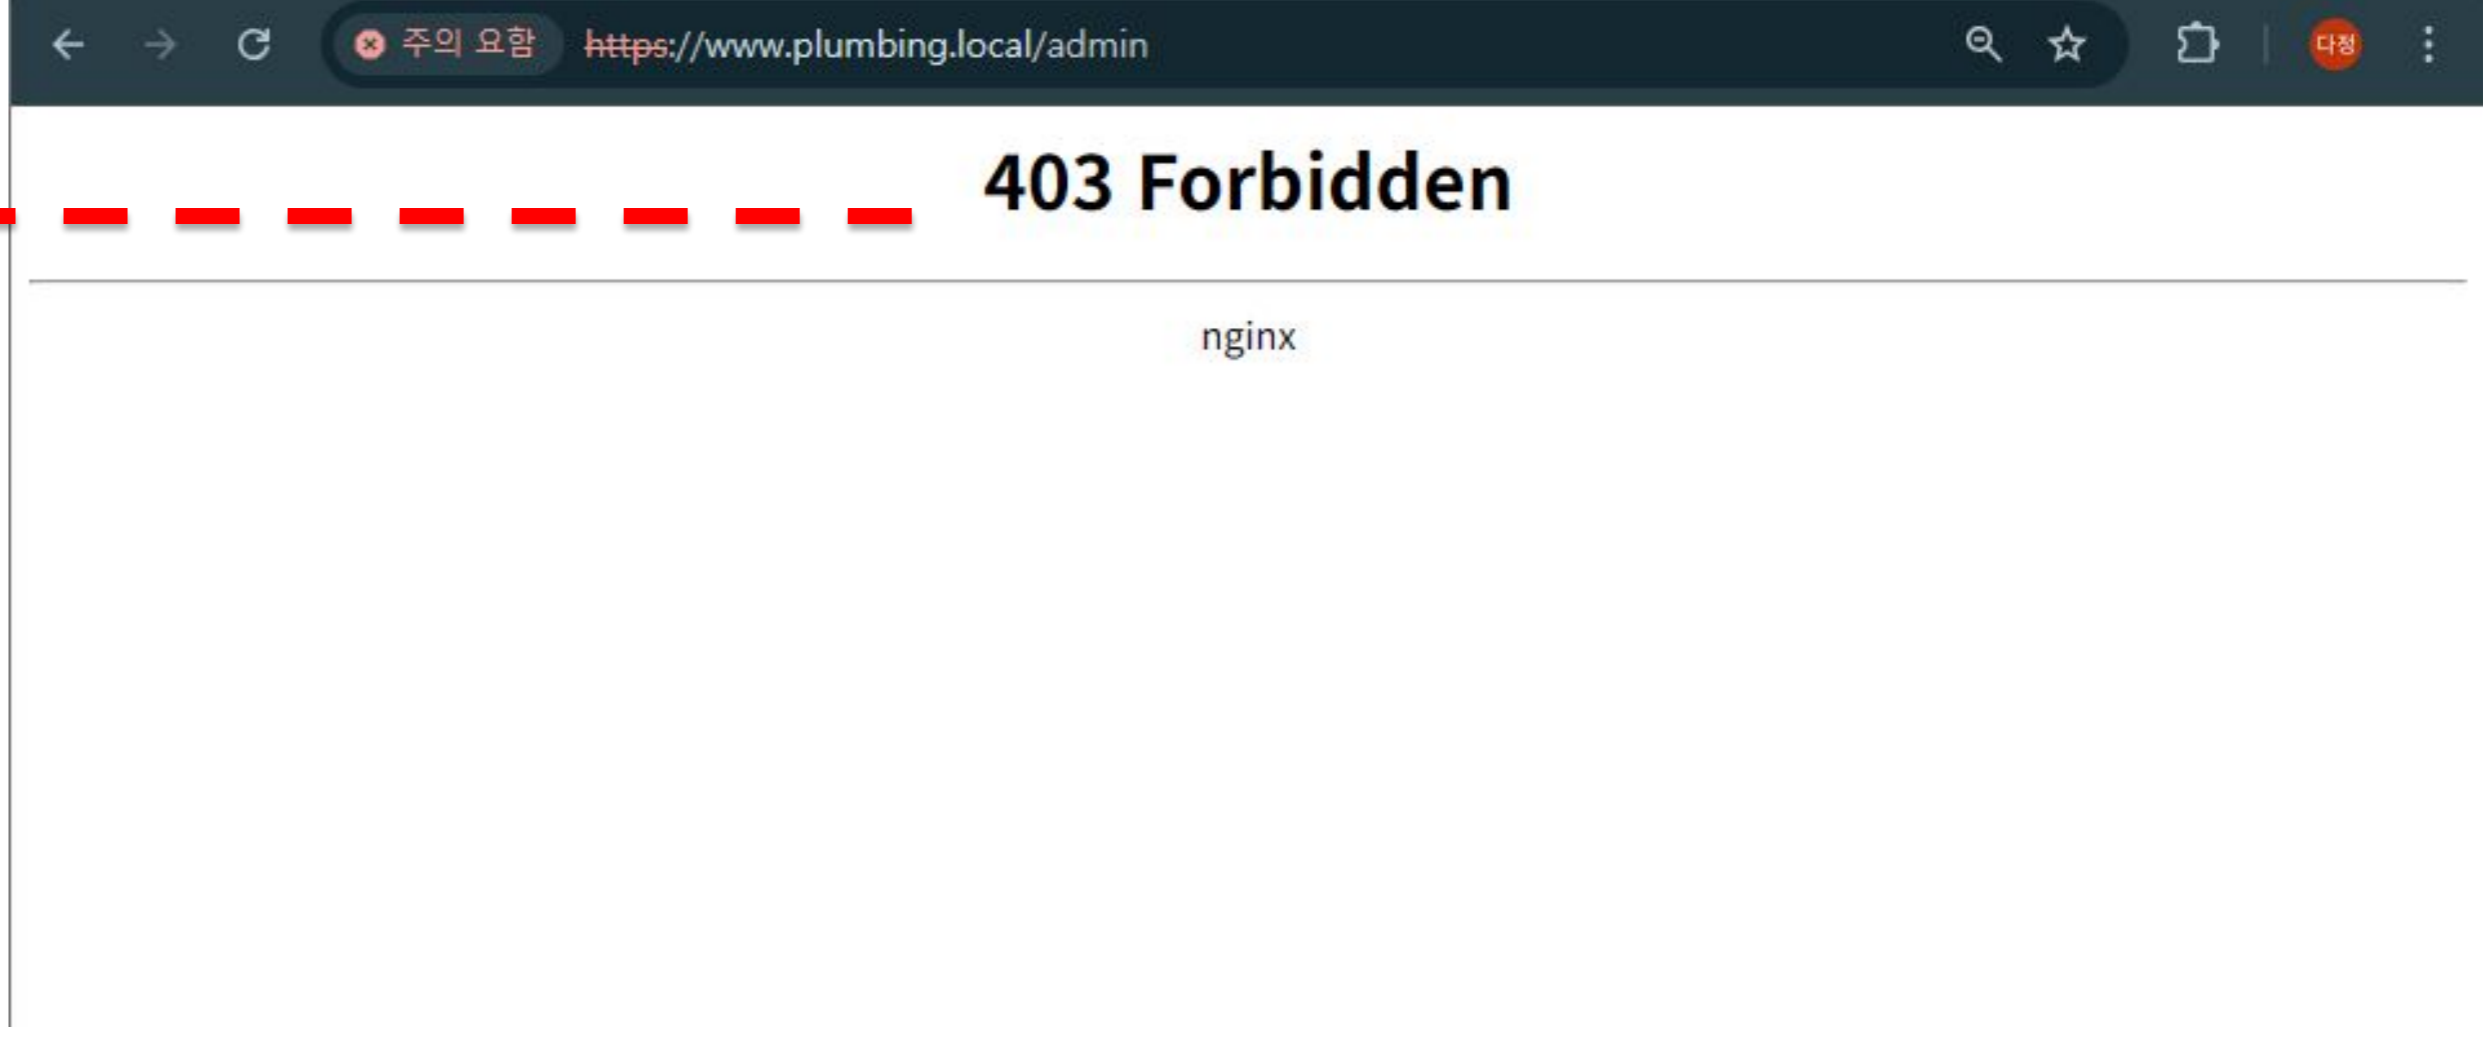 주의 요함 https://www.plumbing.local/admin 다정
403 Forbidden
nginx